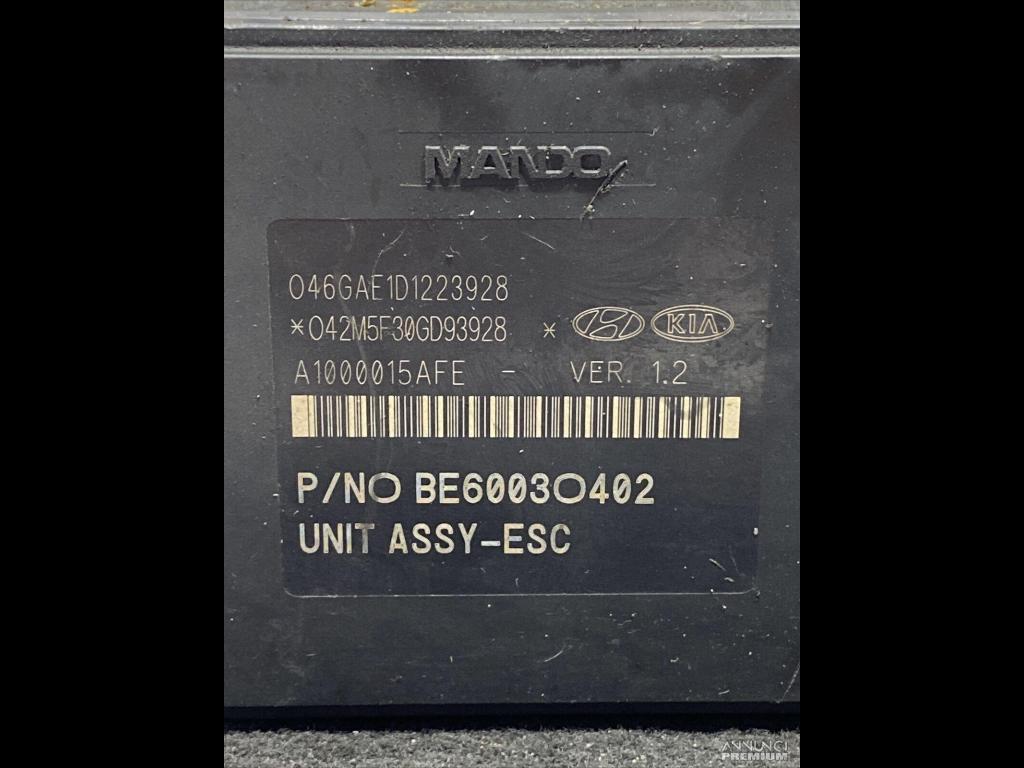 MANDO
046GAE1D1223928
*042M5F30GD93928 * KIA
A1000015AFE - VER. 1.2
P/NO BE60030402
UNIT ASSY-ESC
ANNUNCI
PREMIUM